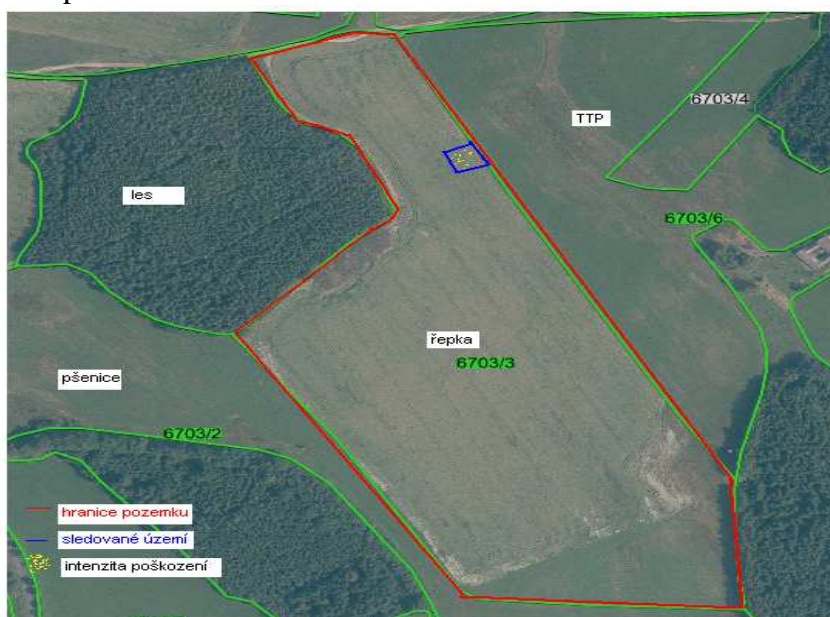 TTP
6703/4
les
6703/6
řepka
6703/3
pšenice
6703/2
hranice pozemku
sledované území
intenzita poškození